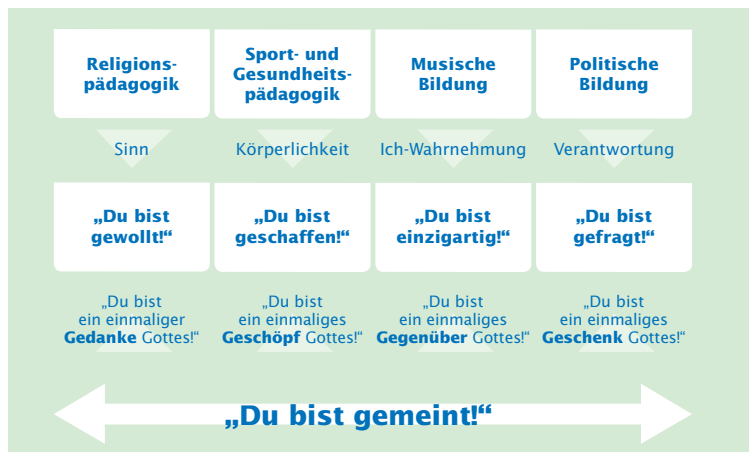 Religions-
pädagogik
Sport- und
Gesundheits-
pädagogik
Musische
Bildung
Politische
Bildung
Sinn
Körperlichkeit
Ich-Wahrnehmung
Verantwortung
„Du bist
gewollt!“
„Du bist
geschaffen!“
„Du bist
einzigartig!“
„Du bist
gefragt!“
„Du bist
ein einmaliger
Gedanke Gottes!“
„Du bist
ein einmaliges
Geschöpf Gottes!“
„Du bist
ein einmaliges
Gegenüber Gottes!“
„Du bist
ein einmaliges
Geschenk Gottes!“
„Du bist gemeint!“